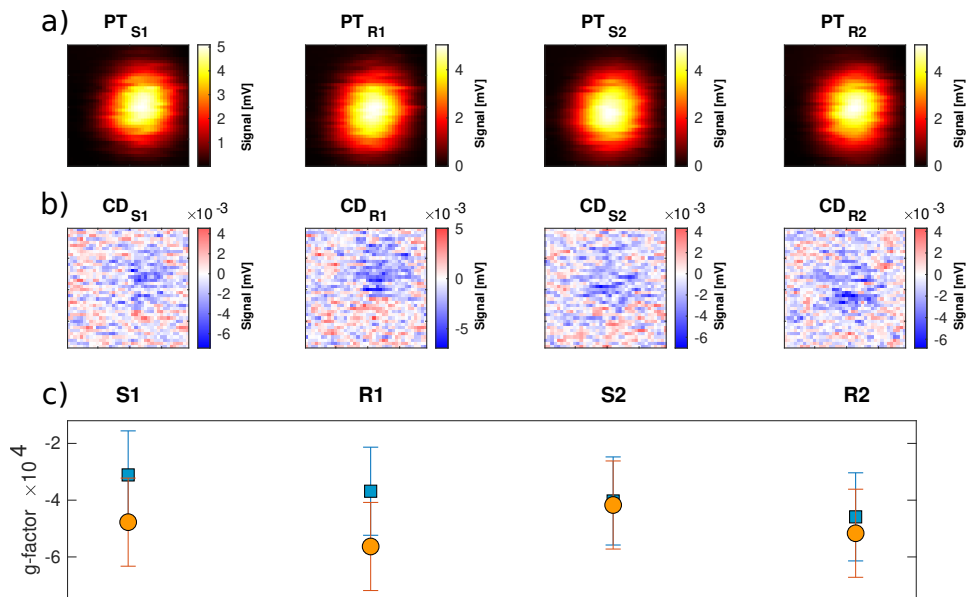 a)
PT S1
PT R1
PT S2
PT R2
5
4
3
2
1
Signal [mV]
4
2
0
Signal [mV]
4
2
0
Signal [mV]
4
2
0
Signal [mV]
b)
CD S1
×10 -3
CD R1
×10 -3
CD S2
×10 -3
CD R2
×10 -3
4
2
0
-2
-4
-6
Signal [mV]
5
0
-5
Signal [mV]
4
2
0
-2
-4
-6
Signal [mV]
4
2
0
-2
-4
-6
Signal [mV]
c)
S1
R1
S2
R2
g-factor ×10 4
-2
-4
-6